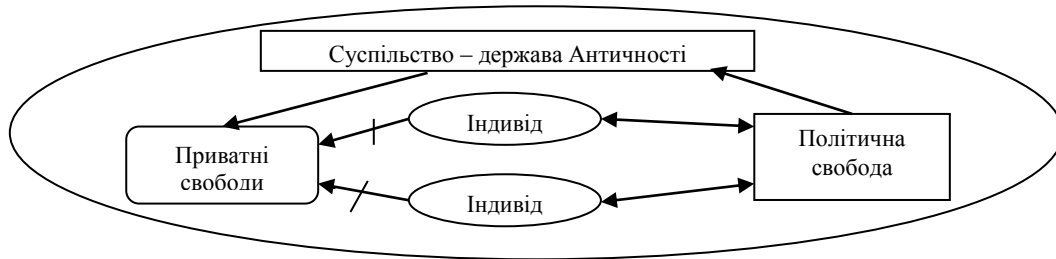 Суспільство – держава Античності
Індивід
Приватні
свободи
Політична
свобода
Індивід